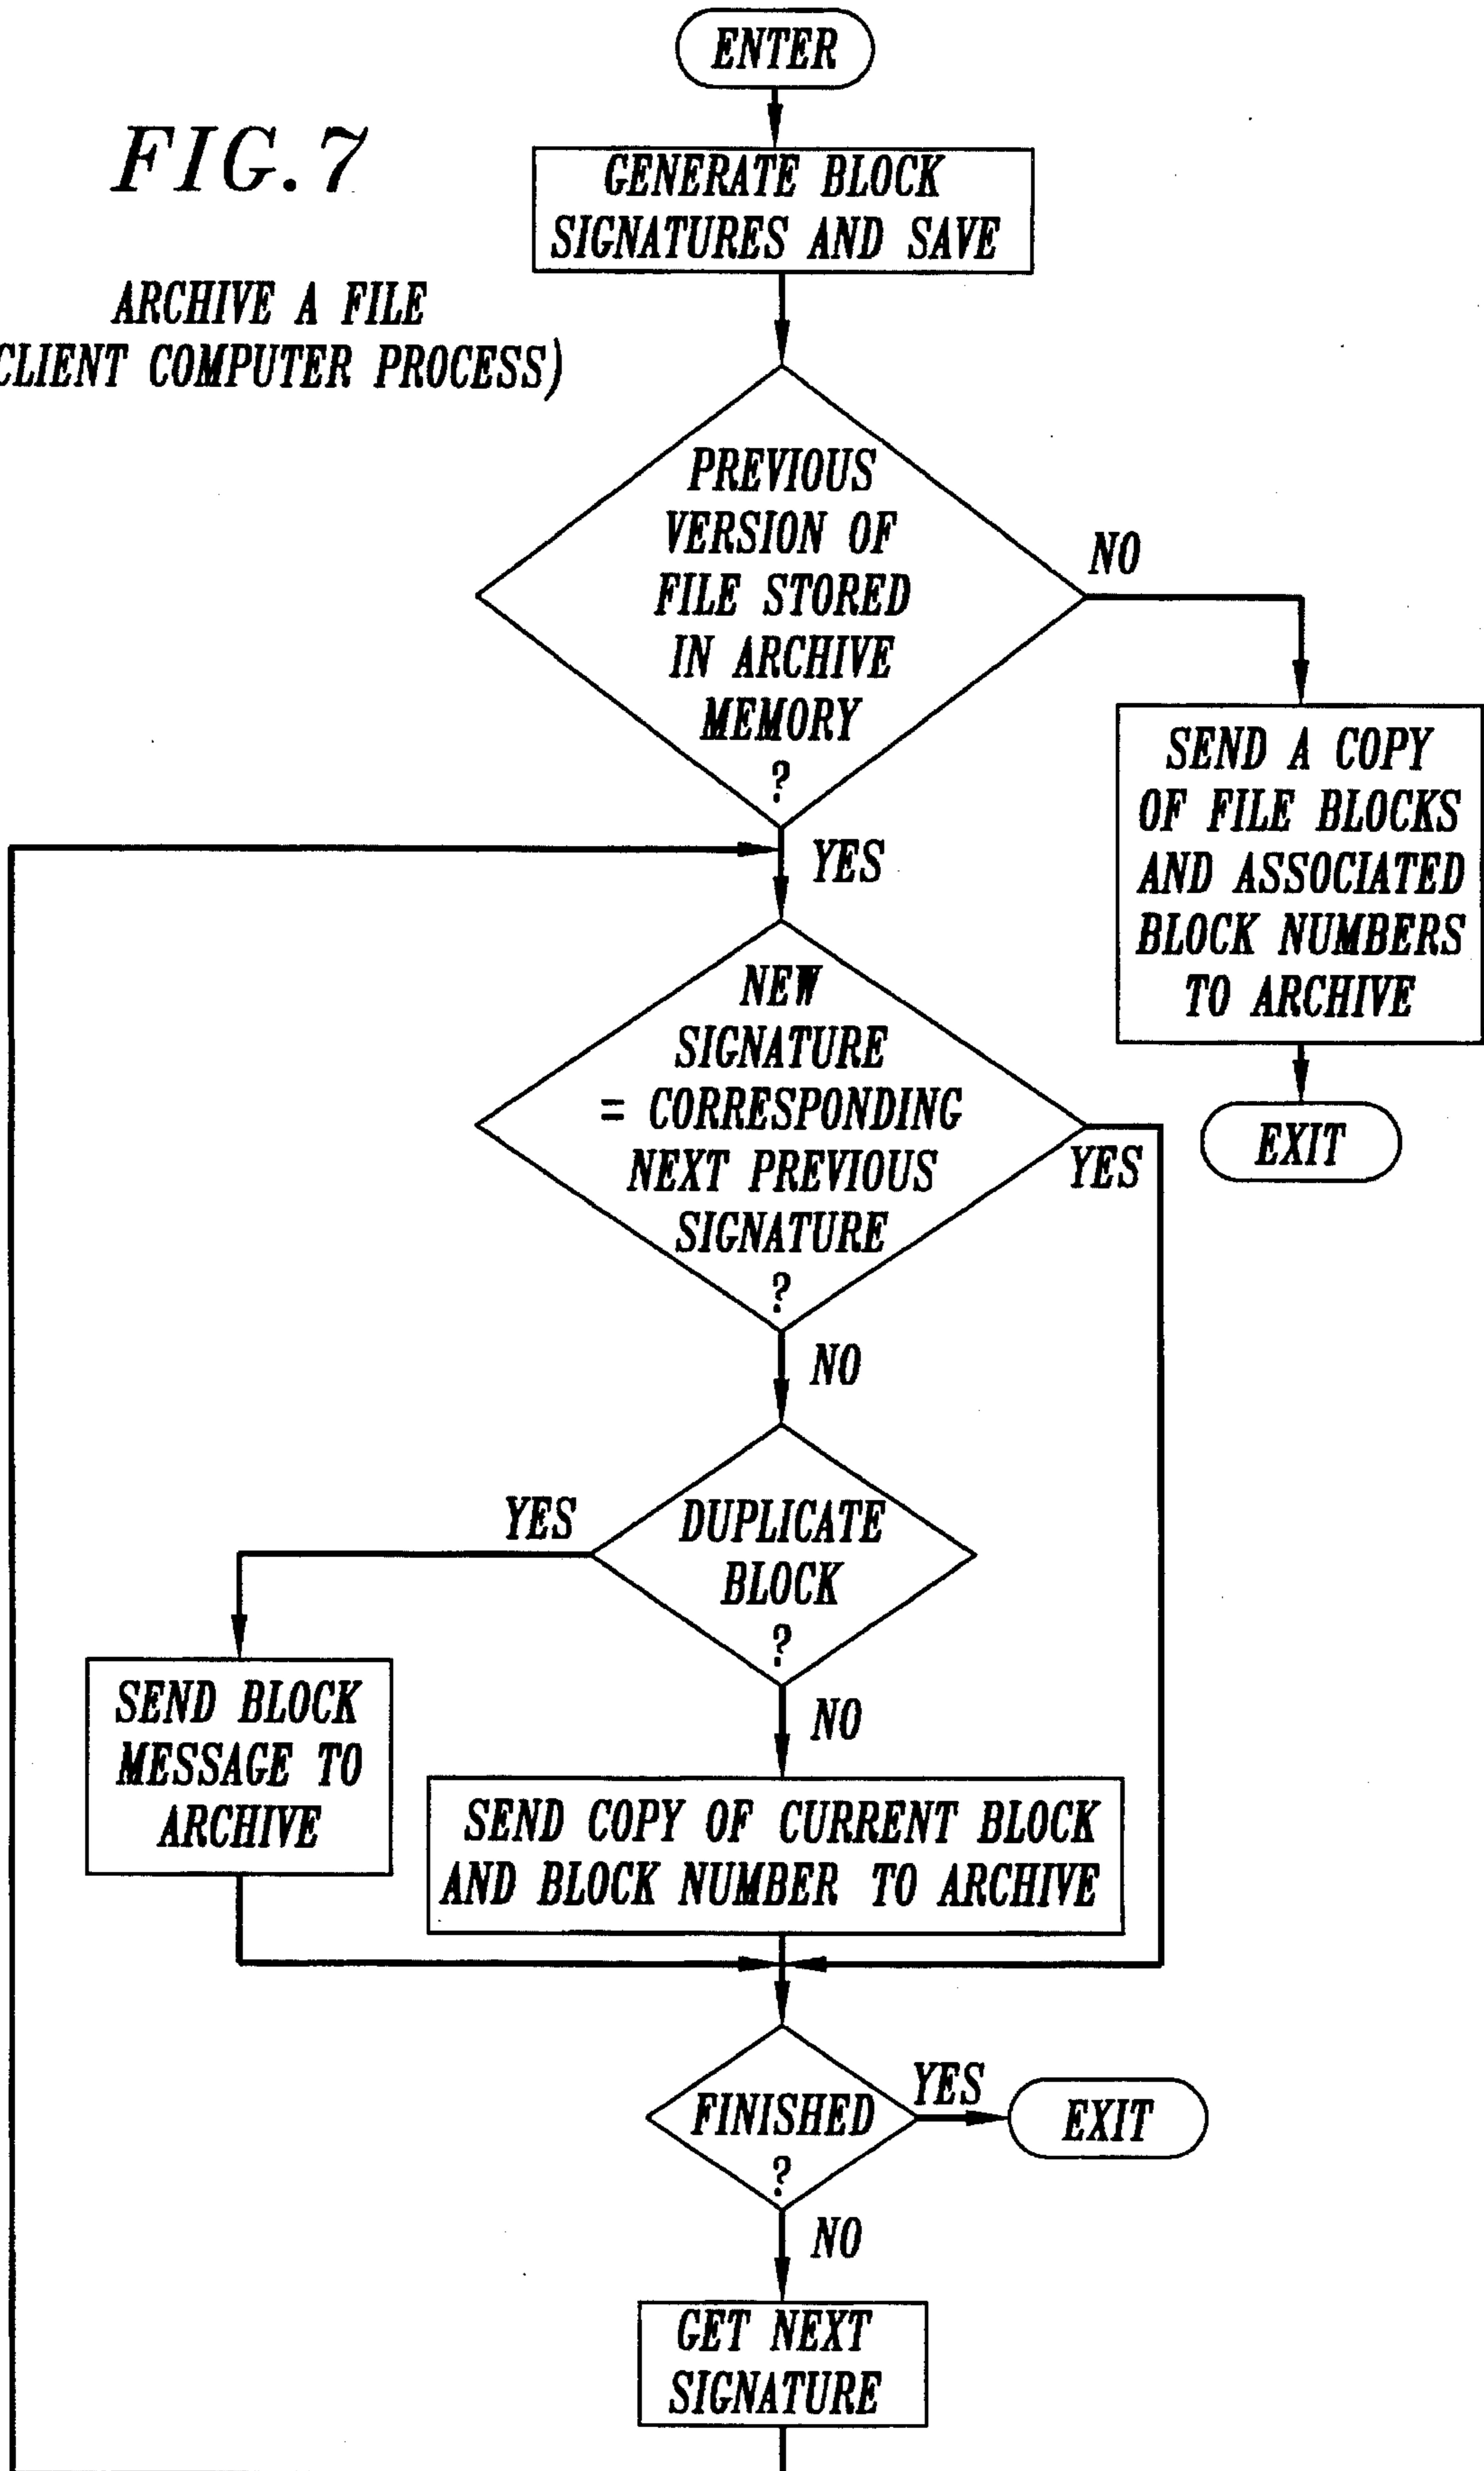 ENTER
FIG. 7
GENERATE BLOCK
SIGNATURES AND SAVE
ARCHIVE A FILE
CLIENT COMPUTER PROCESS)
PREVIOUS
VERSION OF
FILE STORED
IN ARCHIVE
MEMORY
?
NO
SEND A COPY
OF FILE BLOCKS
AND ASSOCIATED
BLOCK NUMBERS
TO ARCHIVE
EXIT
YES
NEW
SIGNATURE
= CORRESPONDING
NEXT PREVIOUS
SIGNATURE
?
YES
NO
DUPLICATE
BLOCK
?
YES
SEND BLOCK
MESSAGE TO
ARCHIVE
NO
SEND COPY OF CURRENT BLOCK
AND BLOCK NUMBER TO ARCHIVE
FINISHED
?
YES
EXIT
NO
GET NEXT
SIGNATURE